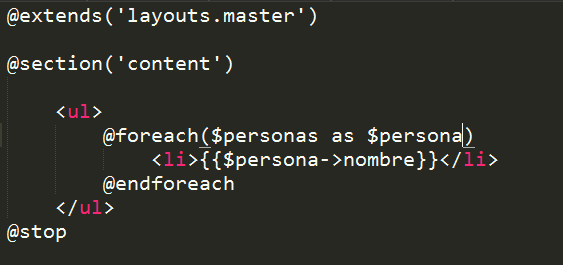 @extends('layouts.master')
@section('content')
<ul>
@foreach($personas as $persona)
<li>{{$persona->nombre}}</li>
@endforeach
</ul>
@stop